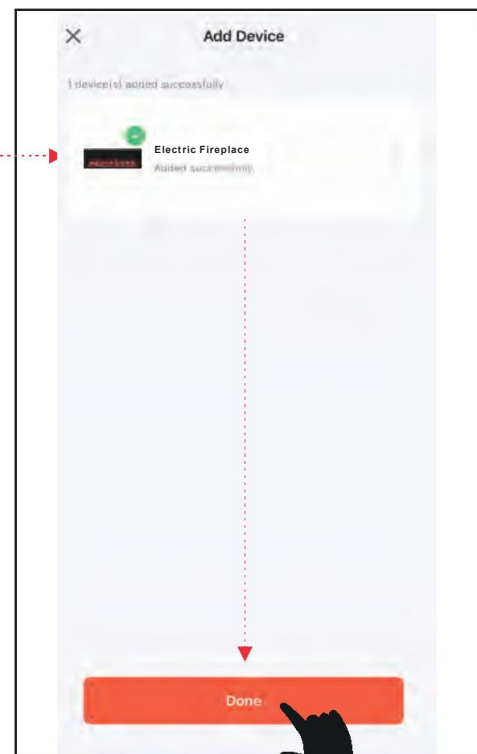 Add Device
1 device(s) added successfully
Electric Fireplace
Added successfully
Done